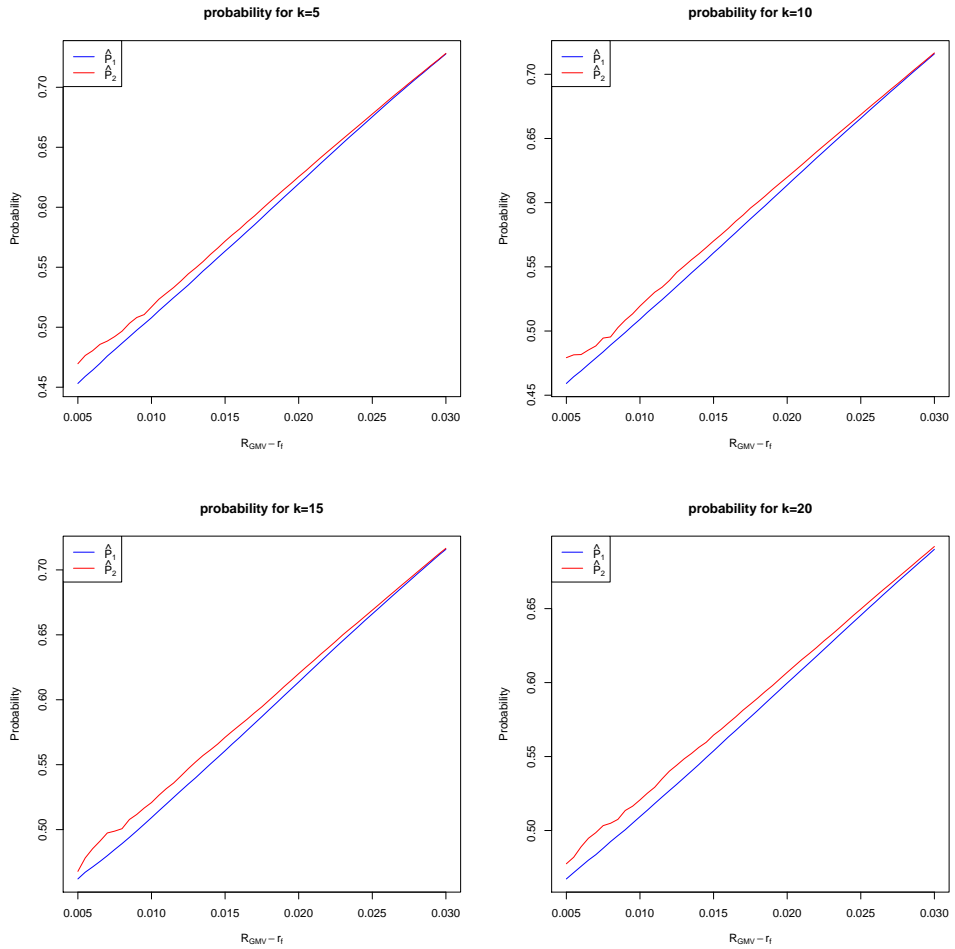 probability for k=5
P̂₁
P̂₂
Probability
0.45 0.50 0.55 0.60 0.65 0.70
0.005 0.010 0.015 0.020 0.025 0.030
R_GMV − r_f
probability for k=10
P̂₁
P̂₂
Probability
0.45 0.50 0.55 0.60 0.65 0.70
0.005 0.010 0.015 0.020 0.025 0.030
R_GMV − r_f
probability for k=15
P̂₁
P̂₂
Probability
0.50 0.55 0.60 0.65 0.70
0.005 0.010 0.015 0.020 0.025 0.030
R_GMV − r_f
probability for k=20
P̂₁
P̂₂
Probability
0.50 0.55 0.60 0.65
0.005 0.010 0.015 0.020 0.025 0.030
R_GMV − r_f